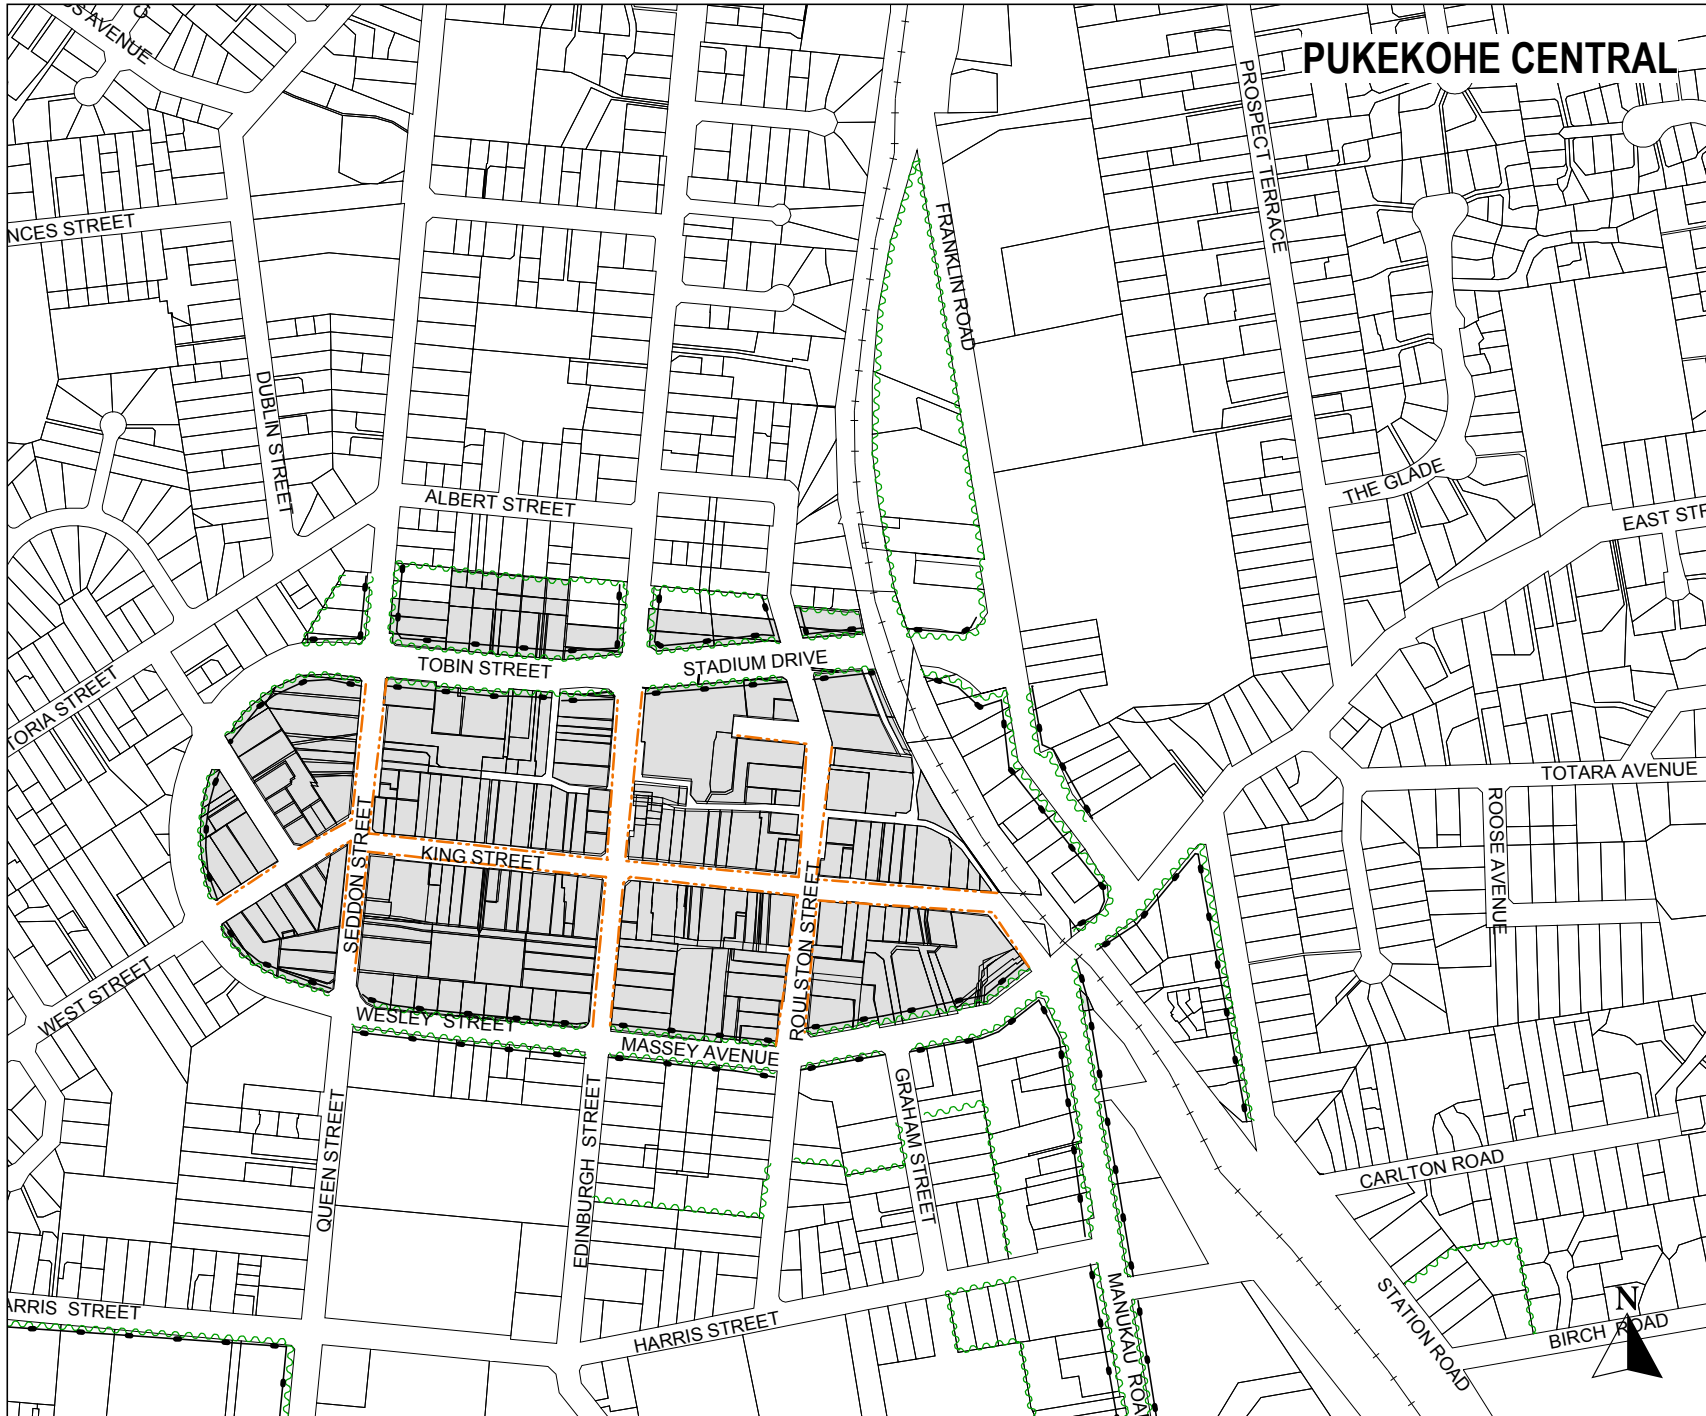 S AVENUE
PUKEKOHE CENTRAL
PROSPECT TERRACE
NCES STREET
FRANKLIN ROAD
DUBLIN STREET
ALBERT STREET
THE GLADE
EAST STR
TOBIN STREET
STADIUM DRIVE
TORIA STREET
TOTARA AVENUE
ROOSE AVENUE
SEDDON STREET
KING STREET
ROULSTON STREET
WEST STREET
WESLEY STREET
MASSEY AVENUE
GRAHAM STREET
QUEEN STREET
EDINBURGH STREET
CARLTON ROAD
MANUKAU ROA
STATION ROAD
ARRIS STREET
HARRIS STREET
N
BIRCH ROAD